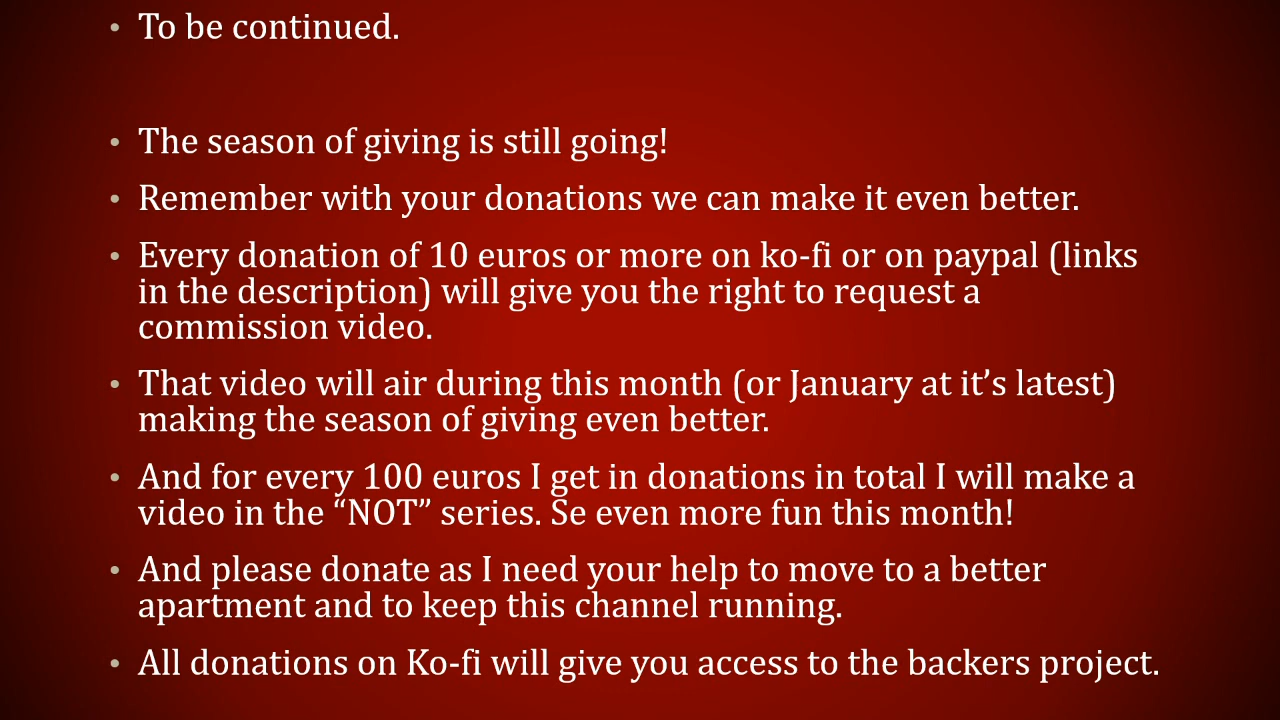 • To be continued.
• The season of giving is still going!
• Remember with your donations we can make it even better.
• Every donation of 10 euros or more on ko-fi or on paypal (links
in the description) will give you the right to request a
commission video.
• That video will air during this month (or January at it’s latest)
making the season of giving even better.
• And for every 100 euros I get in donations in total I will make a
video in the “NOT” series. Se even more fun this month!
• And please donate as I need your help to move to a better
apartment and to keep this channel running.
• All donations on Ko-fi will give you access to the backers project.